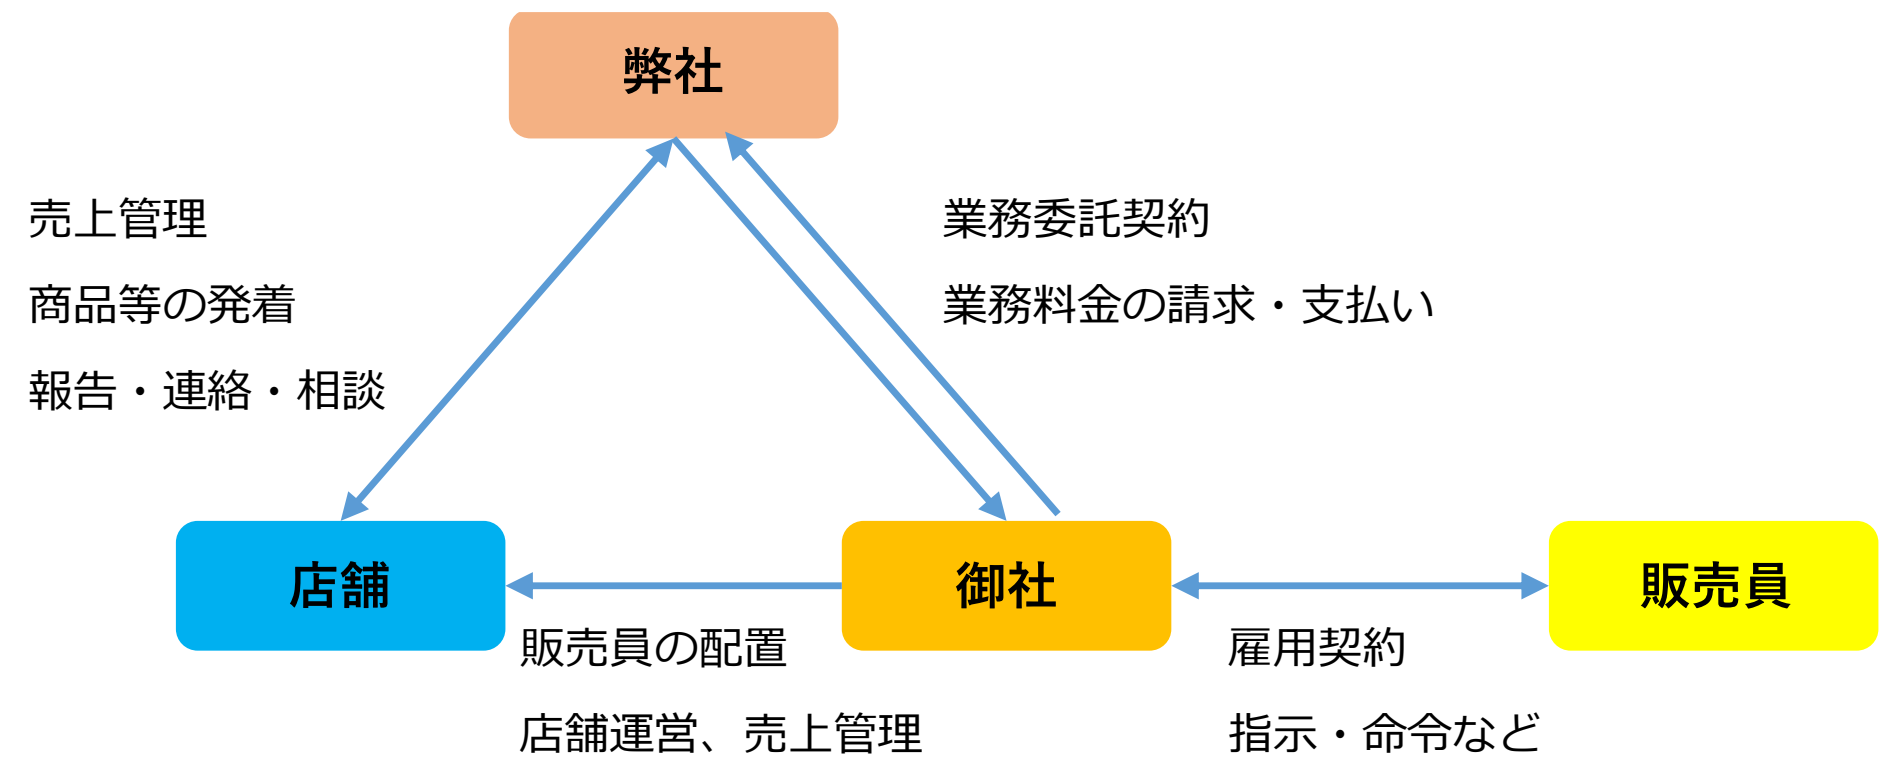 弊社
売上管理
商品等の発着
報告・連絡・相談
業務委託契約
業務料金の請求・支払い
店舗
御社
販売員
販売員の配置
店舗運営、売上管理
雇用契約
指示・命令など